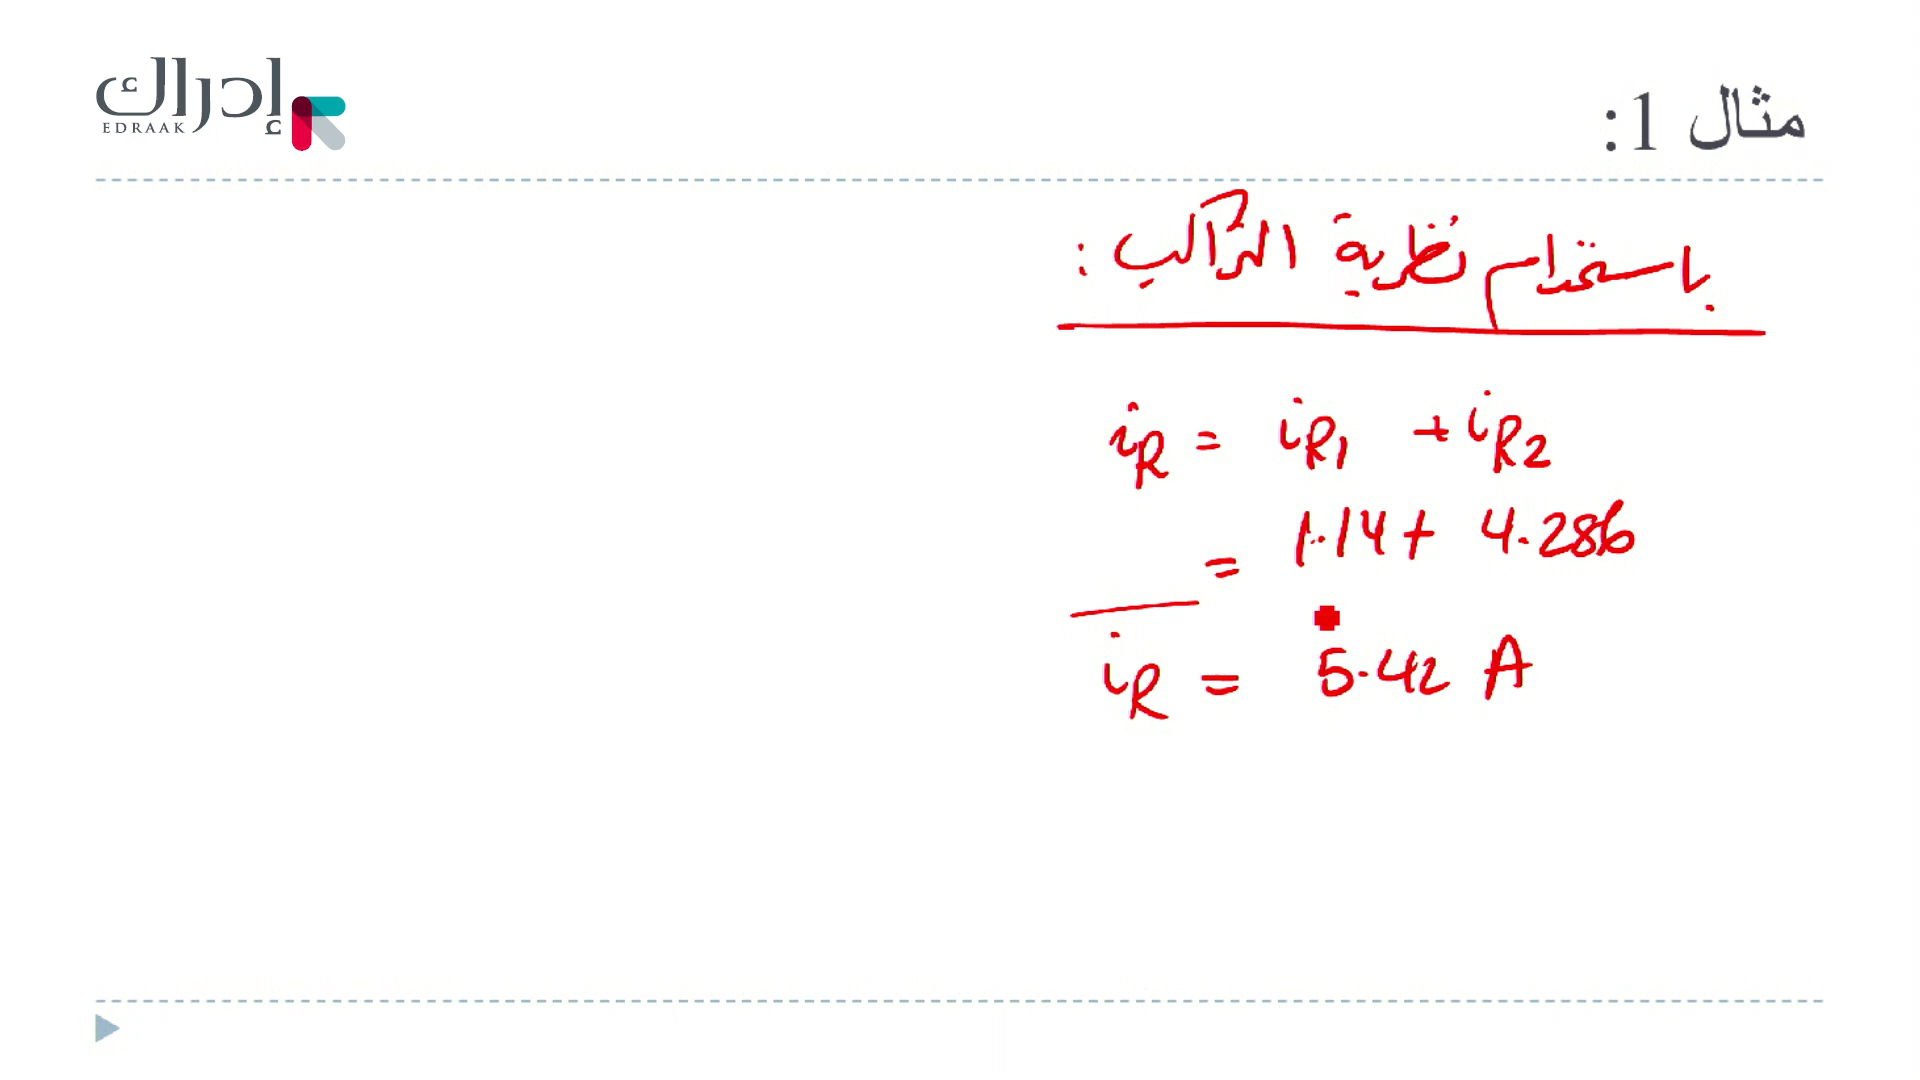 إدراك
EDRAAK
مثال 1:
باستخدام نظرية التراكب :
iR = iR1 + iR2
= 1.14 + 4.286
iR = 5.42 A